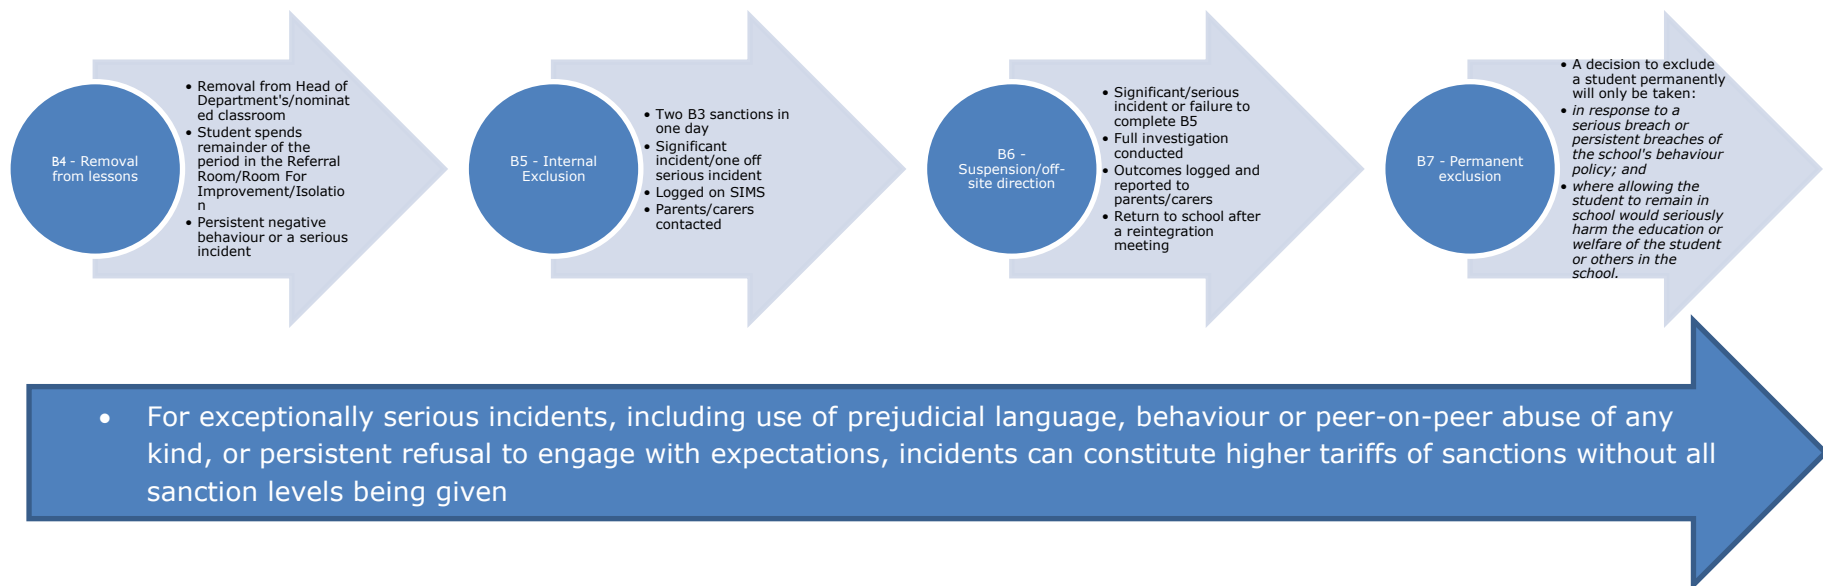 B4 - Removal
from lessons
• Removal from Head of
Department's/nominat
ed classroom
• Student spends
remainder of the
period in the Referral
Room/Room For
Improvement/Isolatio
n
• Persistent negative
behaviour or a serious
incident
B5 - Internal
Exclusion
• Two B3 sanctions in
one day
• Significant
incident/one off
serious incident
• Logged on SIMS
• Parents/carers
contacted
B6 -
Suspension/off-
site direction
• Significant/serious
incident or failure to
complete B5
• Full investigation
conducted
• Outcomes logged and
reported to
parents/carers
• Return to school after
a reintegration
meeting
B7 - Permanent
exclusion
• A decision to exclude
a student permanently
will only be taken:
• in response to a
serious breach or
persistent breaches of
the school's behaviour
policy; and
• where allowing the
student to remain in
school would seriously
harm the education or
welfare of the student
or others in the
school.
• For exceptionally serious incidents, including use of prejudicial language, behaviour or peer-on-peer abuse of any
kind, or persistent refusal to engage with expectations, incidents can constitute higher tariffs of sanctions without all
sanction levels being given